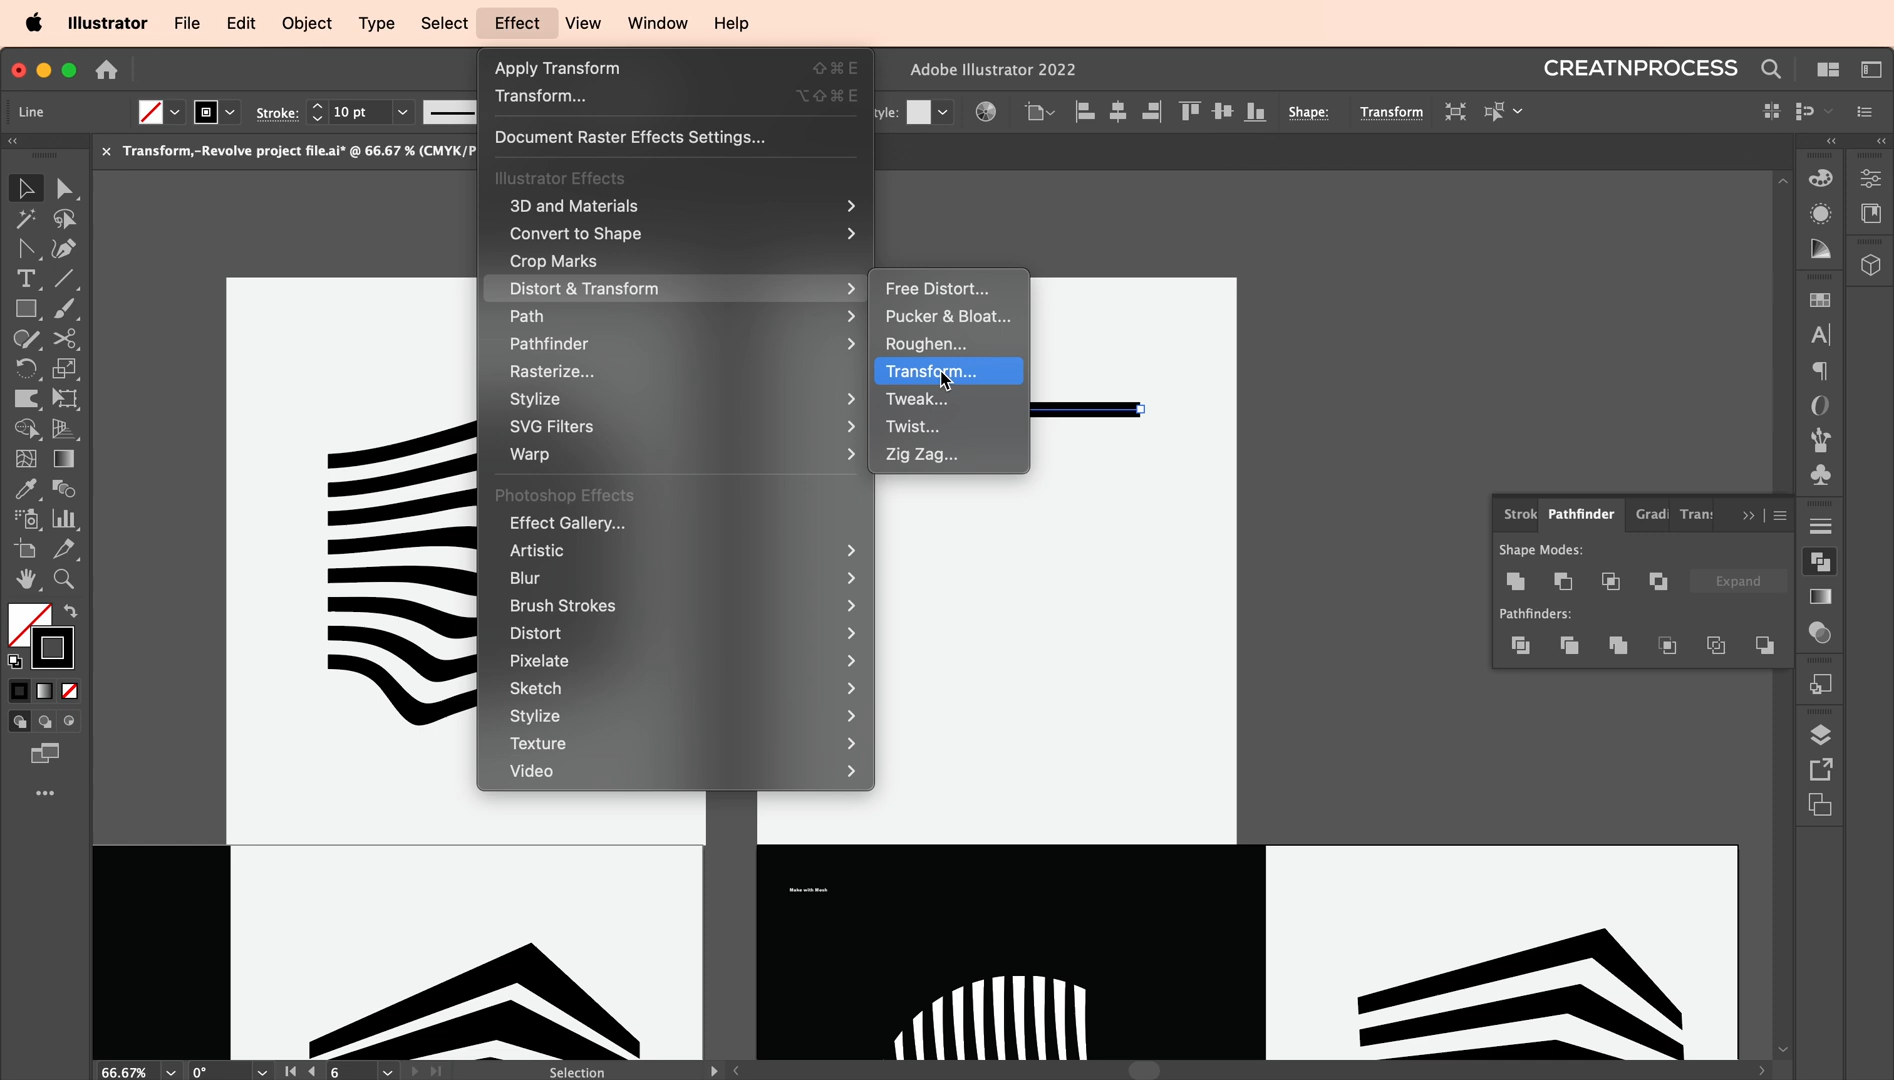 Illustrator File Edit Object Type Select Effect View Window Help
Adobe Illustrator 2022
CREATNPROCESS
Line
Stroke: 10 pt
tyle:
Shape: Transform
× Transform,-Revolve project file.ai* @ 66.67 % (CMYK/P
Apply Transform ⇧⌘E
Transform... ⌥⇧⌘E
Document Raster Effects Settings...
Illustrator Effects
3D and Materials
Convert to Shape
Crop Marks
Distort & Transform
Path
Pathfinder
Rasterize...
Stylize
SVG Filters
Warp
Photoshop Effects
Effect Gallery...
Artistic
Blur
Brush Strokes
Distort
Pixelate
Sketch
Stylize
Texture
Video
Free Distort...
Pucker & Bloat...
Roughen...
Transform...
Tweak...
Twist...
Zig Zag...
Strok Pathfinder Gradi Trans
Shape Modes:
Expand
Pathfinders:
Make with Mesh
66.67% 0° 6 Selection